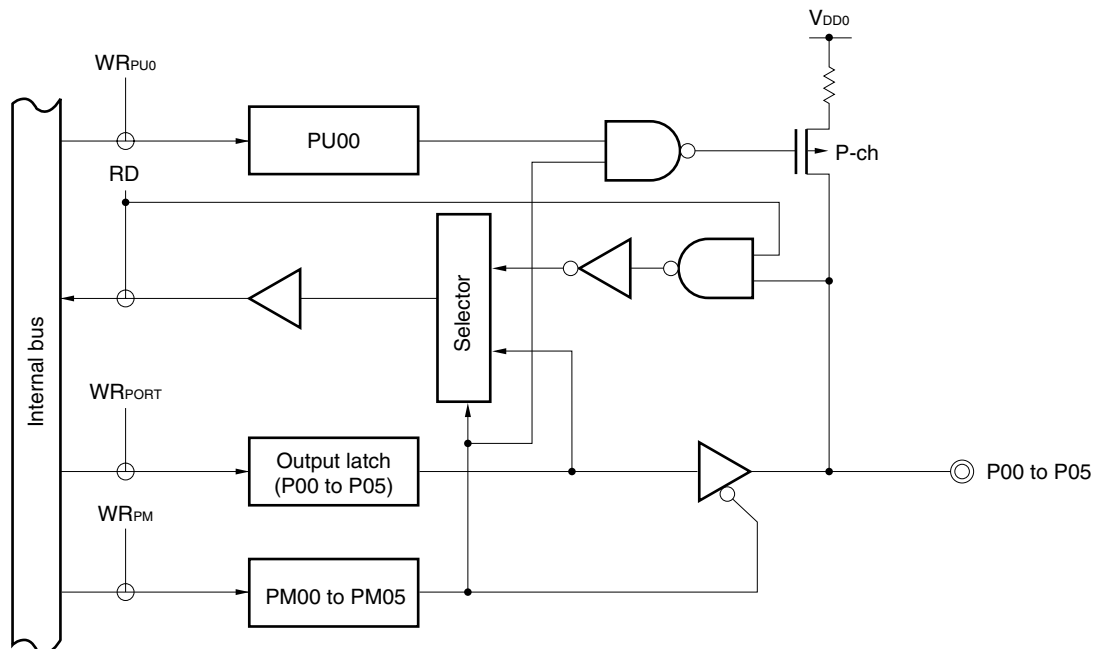 VDD0
WRPU0
PU00
P-ch
RD
Selector
Internal bus
WRPORT
Output latch
(P00 to P05)
P00 to P05
WRPM
PM00 to PM05